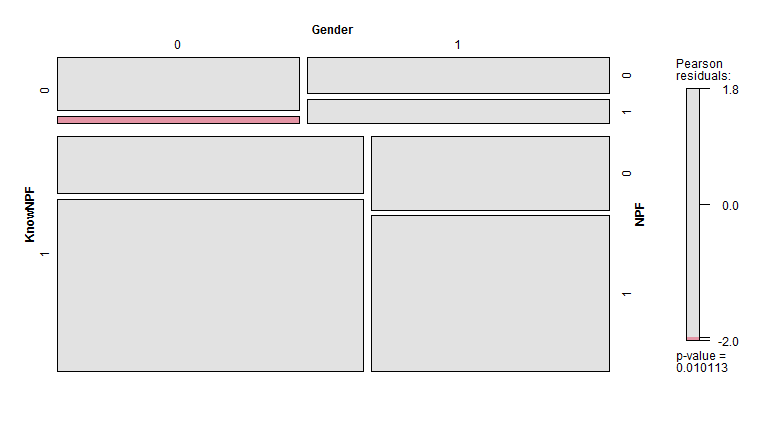 Gender
0 1
Pearson
residuals:
1.8
0.0
-2.0
p-value =
0.010113
KnowNPF
0
1
NPF
0
1
0
1